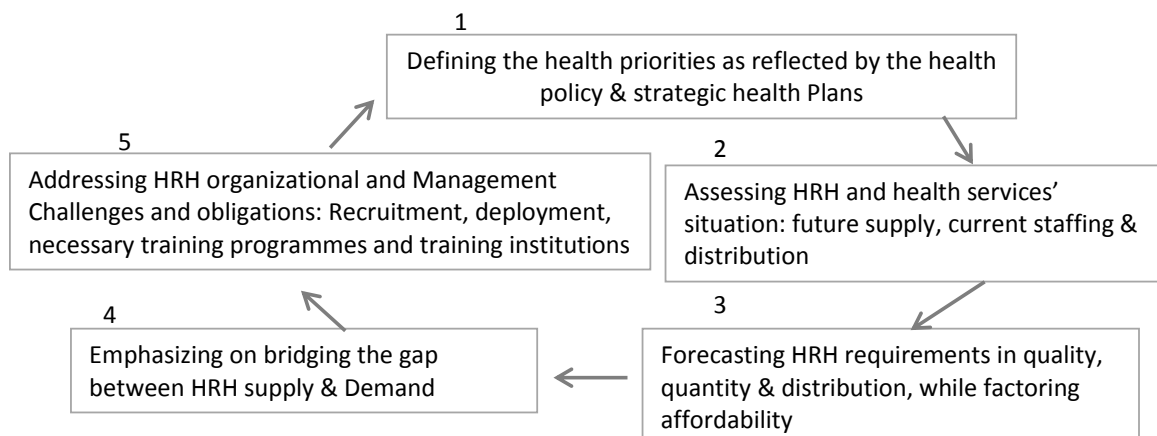 1
Defining the health priorities as reflected by the health
policy & strategic health Plans
2
Assessing HRH and health services’
situation: future supply, current staffing &
distribution
3
Forecasting HRH requirements in quality,
quantity & distribution, while factoring
affordability
4
Emphasizing on bridging the gap
between HRH supply & Demand
5
Addressing HRH organizational and Management
Challenges and obligations: Recruitment, deployment,
necessary training programmes and training institutions